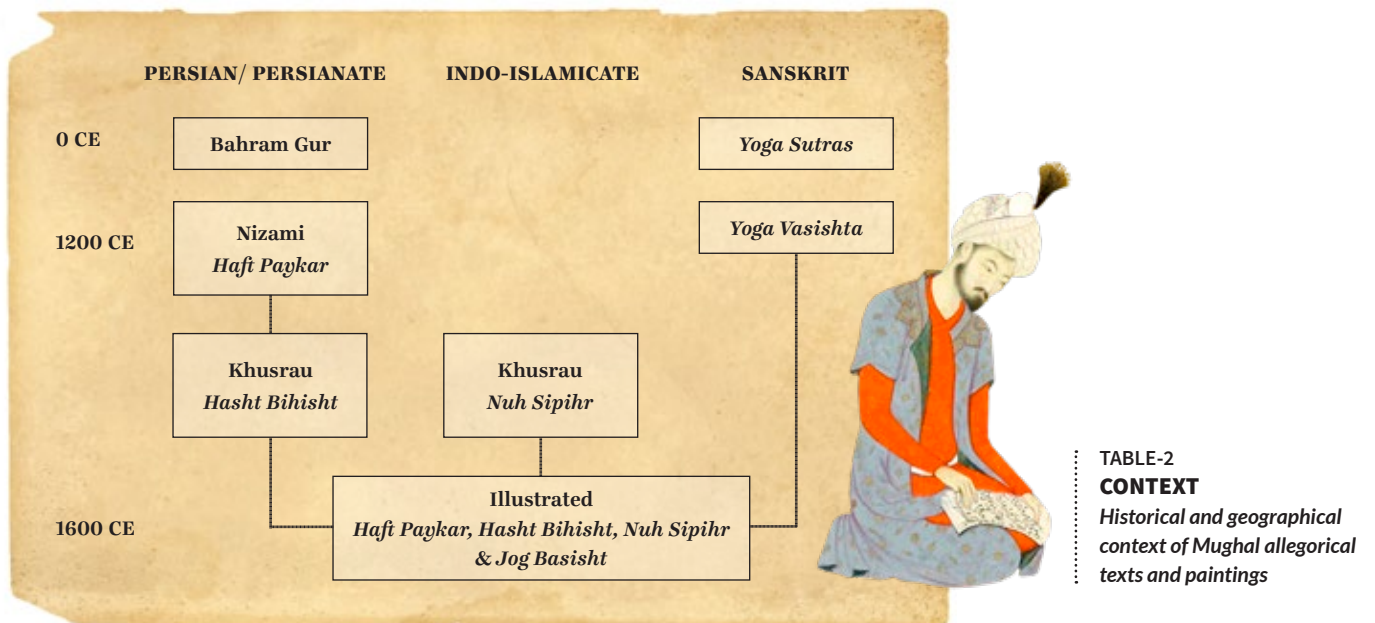 PERSIAN/ PERSIANATE
INDO-ISLAMICATE
SANSKRIT
0 CE
Bahram Gur
Yoga Sutras
1200 CE
Nizami
Haft Paykar
Yoga Vasishta
Khusrau
Hasht Bihisht
Khusrau
Nuh Sipihr
1600 CE
Illustrated
Haft Paykar, Hasht Bihisht, Nuh Sipihr
& Jog Basisht
TABLE-2
CONTEXT
Historical and geographical
context of Mughal allegorical
texts and paintings